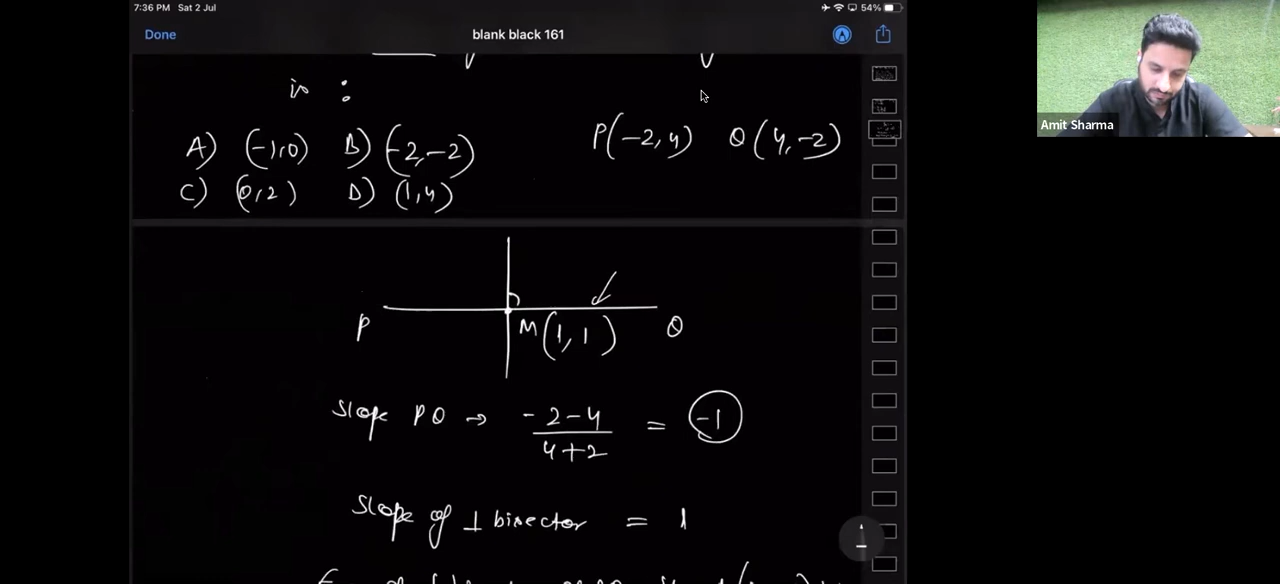 7:36 PM Sat 2 Jul 54%
Done blank black 161
is :
A) (-1,0) B) (-2,-2) P(-2,4) Q(4,-2)
C) (0,2) D) (1,4)
P M(1,1) Q
Slope PQ → -2-4/4+2 = -1
Slope of ⊥ bisector = 1
Amit Sharma